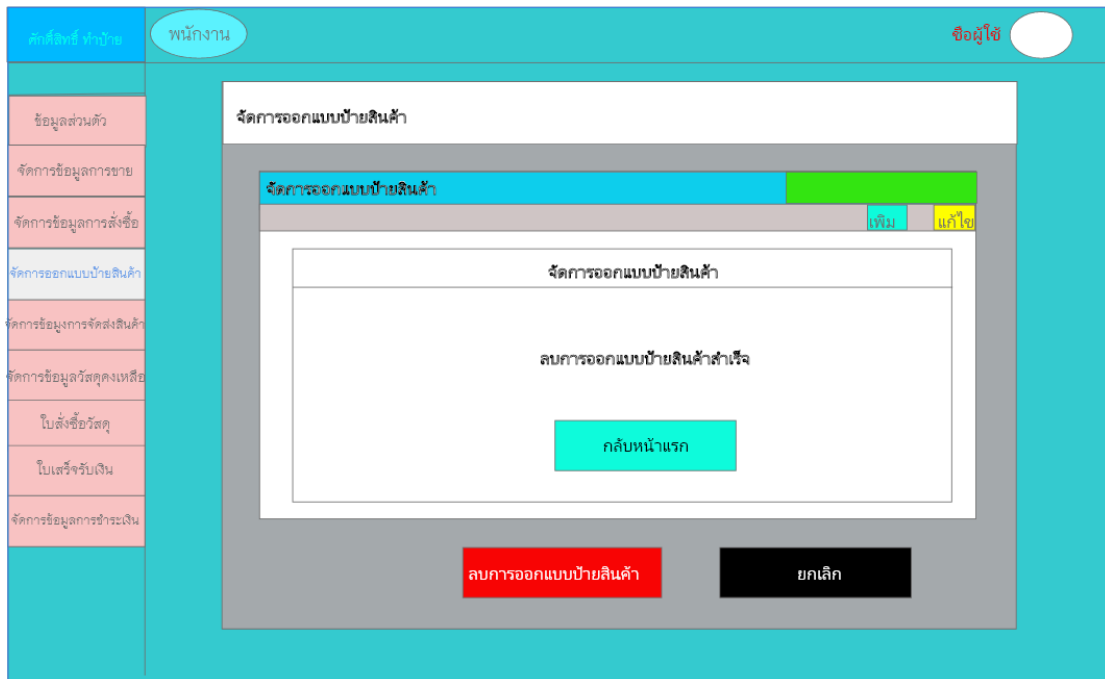 ศักดิ์สิทธิ์ ทำป้าย
พนักงาน
ชือผู้ใช้
ข้อมูลส่วนตัว
จัดการข้อมูลการขาย
จัดการข้อมูลการสั่งซื้อ
จัดการออกแบบป้ายสินค้า
จัดการข้อมูงการจัดส่งสินค้า
จัดการข้อมูลวัสดุคงเหลือ
ใบสั่งซื้อวัสดุ
ใบเสร็จรับเงิน
จัดการข้อมูลการชำระเงิน
จัดการออกแบบป้ายสินค้า
จัดการออกแบบป้ายสินค้า
เพิ่ม
แก้ไข
จัดการออกแบบป้ายสินค้า
ลบการออกแบบป้ายสินค้าสำเร็จ
กลับหน้าแรก
ลบการออกแบบป้ายสินค้า
ยกเลิก